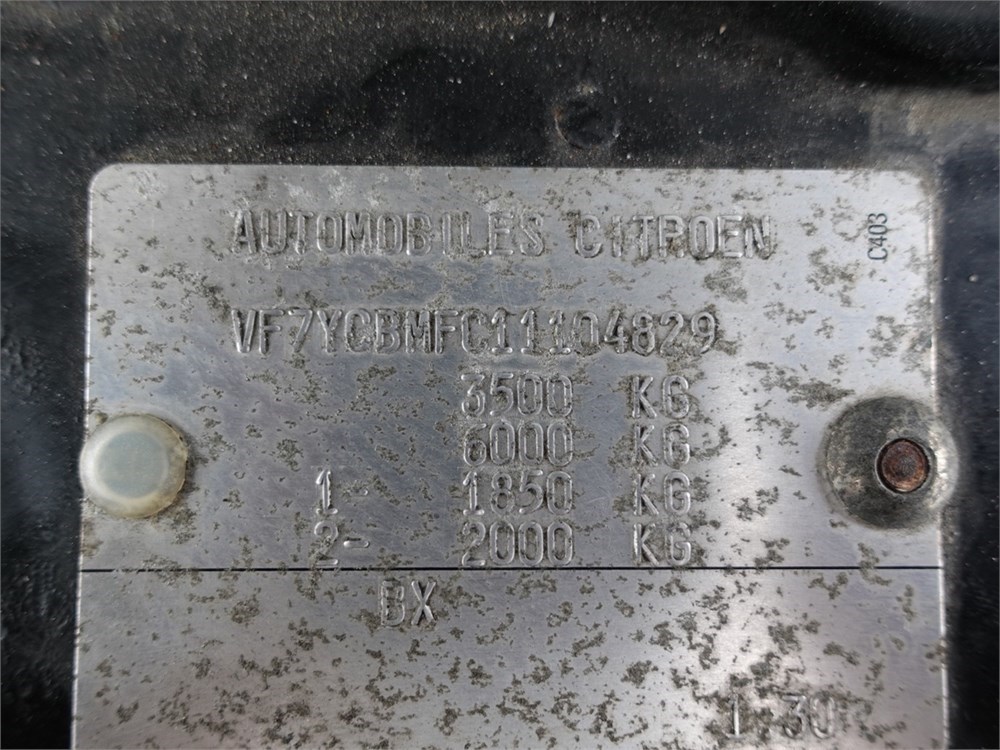 AUTOMOBILES CITROEN
C403
VF7YCBMFC11104829
3500 KG
6000 KG
1- 1850 KG
2- 2000 KG
BX
1 30